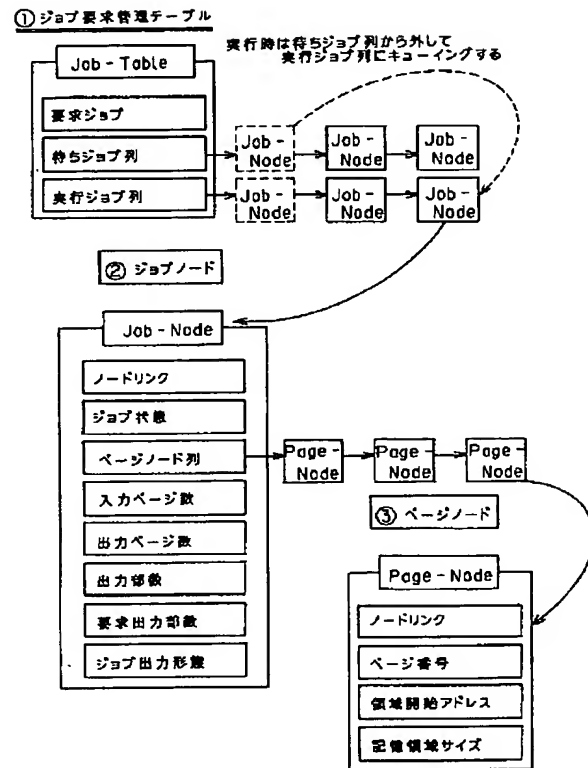 ①ジョブ要求管理テーブル
実行時は待ちジョブ列から外して
実行ジョブ列にキューイングする
Job-Table
要求ジョブ
待ちジョブ列
Job-
Node
Job-
Node
Job-
Node
実行ジョブ列
Job-
Node
Job-
Node
Job-
Node
② ジョブノード
Job-Node
ノードリンク
ジョブ状態
ページノード列
Page-
Node
Page-
Node
Page-
Node
入力ページ数
出力ページ数
出力部数
要求出力部数
ジョブ出力形態
③ ページノード
Page-Node
ノードリンク
ページ番号
領域開始アドレス
記憶領域サイズ